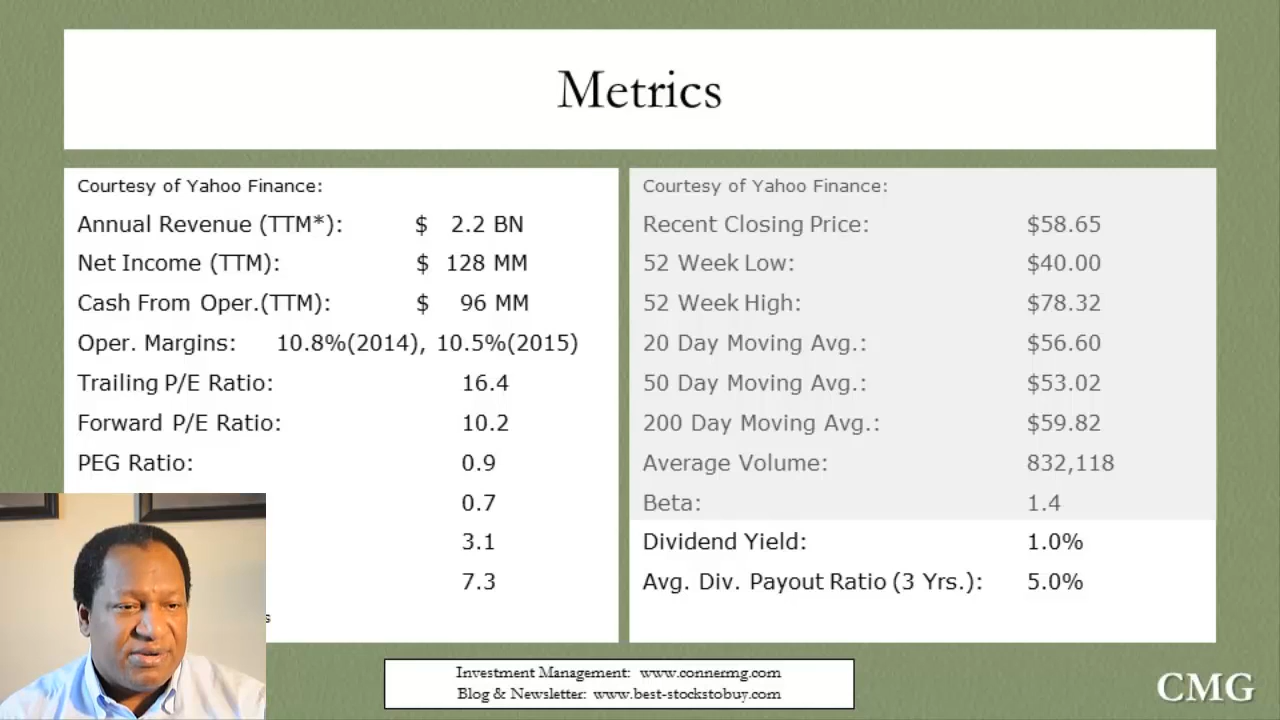 Metrics
Courtesy of Yahoo Finance:
Annual Revenue (TTM*): $ 2.2 BN
Net Income (TTM): $ 128 MM
Cash From Oper.(TTM): $ 96 MM
Oper. Margins: 10.8%(2014), 10.5%(2015)
Trailing P/E Ratio: 16.4
Forward P/E Ratio: 10.2
PEG Ratio: 0.9
0.7
3.1
7.3
s
Courtesy of Yahoo Finance:
Recent Closing Price: $58.65
52 Week Low: $40.00
52 Week High: $78.32
20 Day Moving Avg.: $56.60
50 Day Moving Avg.: $53.02
200 Day Moving Avg.: $59.82
Average Volume: 832,118
Beta: 1.4
Dividend Yield: 1.0%
Avg. Div. Payout Ratio (3 Yrs.): 5.0%
Investment Management: www.connermg.com
Blog & Newsletter: www.best-stockstobuy.com
CMG